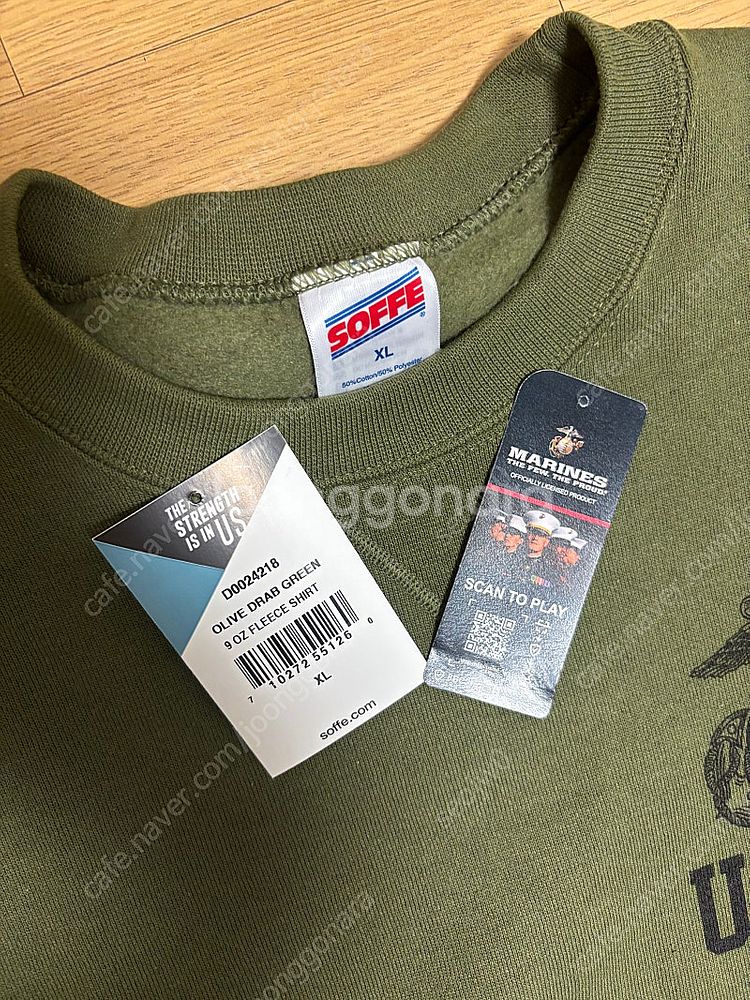 SOFFE
®
XL
50%Cotton/50% Polyester
THE
STRENGTH
IS IN US
D0024218
OLIVE DRAB GREEN
9 OZ FLEECE SHIRT
7 10272 55126 0
XL
soffe.com
MARINES
THE FEW. THE PROUD.
OFFICIALLY LICENSED PRODUCT
SCAN TO PLAY
U
joonggonara
cafe.naver.com/joonggonara